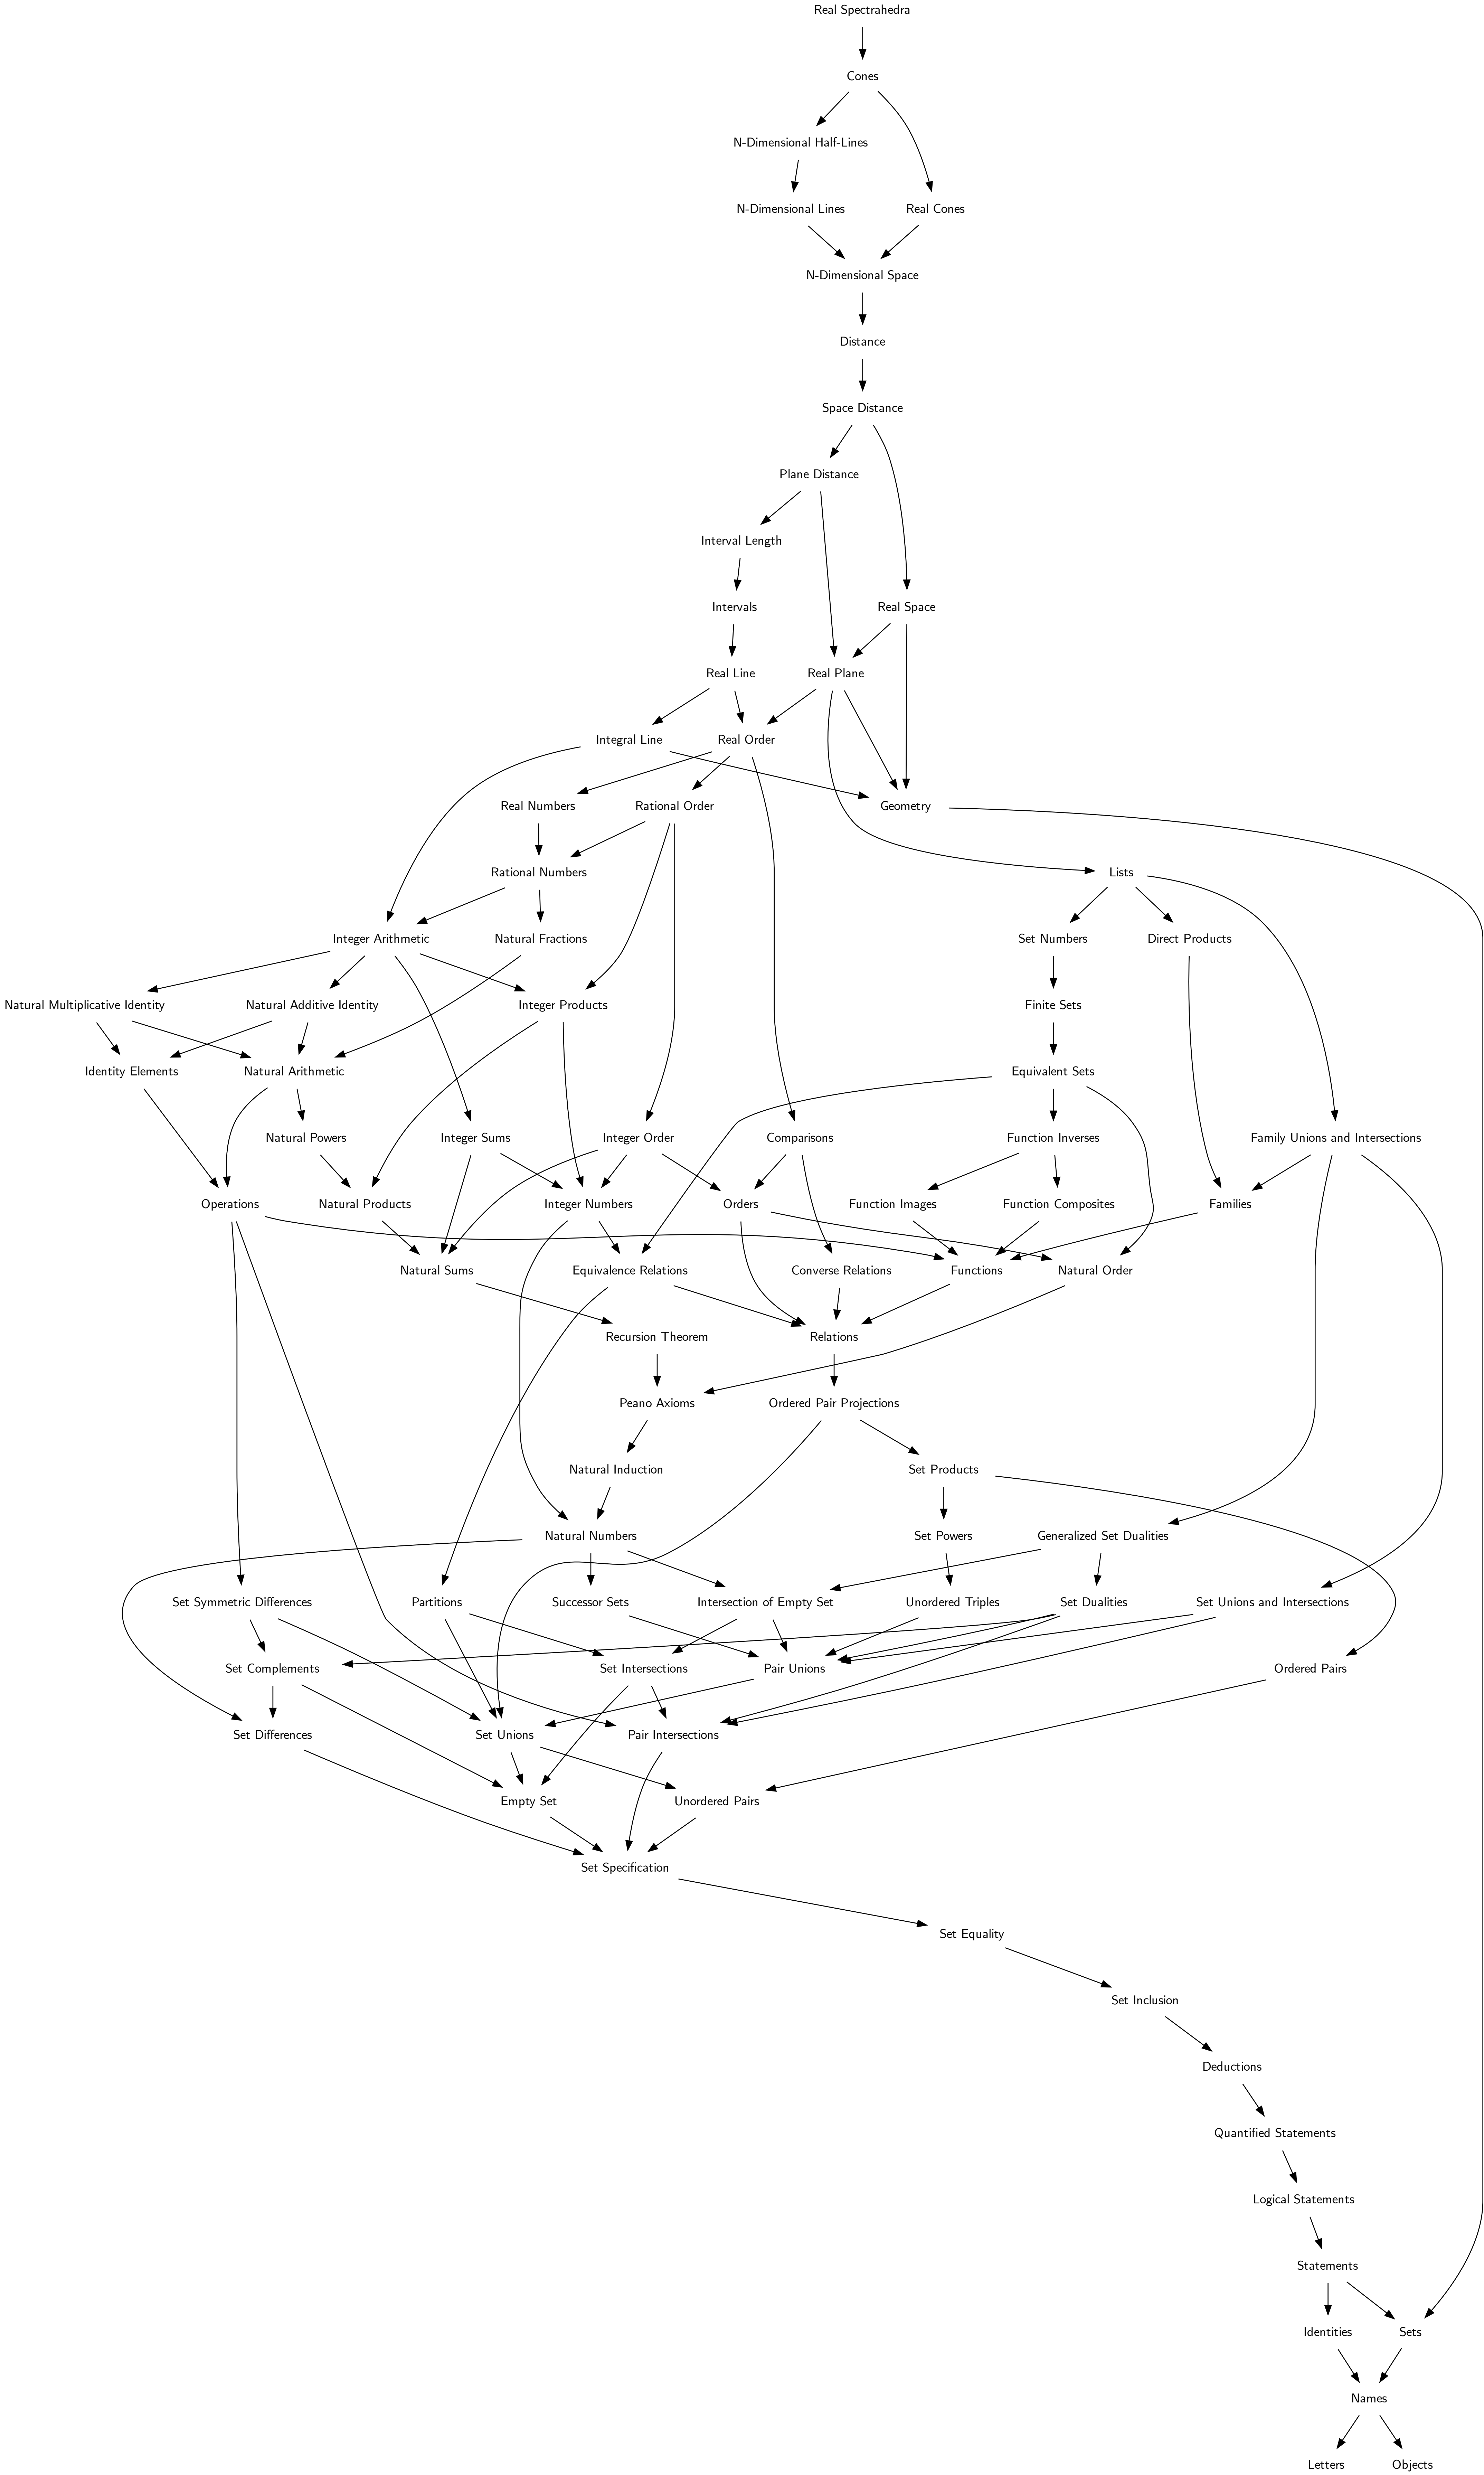 Real Spectrahedra
Cones
N-Dimensional Half-Lines
N-Dimensional Lines
Real Cones
N-Dimensional Space
Distance
Space Distance
Plane Distance
Interval Length
Intervals
Real Space
Real Line
Real Plane
Integral Line
Real Order
Real Numbers
Rational Order
Geometry
Rational Numbers
Lists
Integer Arithmetic
Natural Fractions
Set Numbers
Direct Products
Natural Multiplicative Identity
Natural Additive Identity
Integer Products
Finite Sets
Identity Elements
Natural Arithmetic
Equivalent Sets
Natural Powers
Integer Sums
Integer Order
Comparisons
Function Inverses
Family Unions and Intersections
Operations
Natural Products
Integer Numbers
Orders
Function Images
Function Composites
Families
Natural Sums
Equivalence Relations
Converse Relations
Functions
Natural Order
Recursion Theorem
Relations
Peano Axioms
Ordered Pair Projections
Natural Induction
Set Products
Natural Numbers
Set Powers
Generalized Set Dualities
Set Symmetric Differences
Partitions
Successor Sets
Intersection of Empty Set
Unordered Triples
Set Dualities
Set Unions and Intersections
Set Complements
Set Intersections
Pair Unions
Ordered Pairs
Set Differences
Set Unions
Pair Intersections
Empty Set
Unordered Pairs
Set Specification
Set Equality
Set Inclusion
Deductions
Quantified Statements
Logical Statements
Statements
Identities
Sets
Names
Letters
Objects